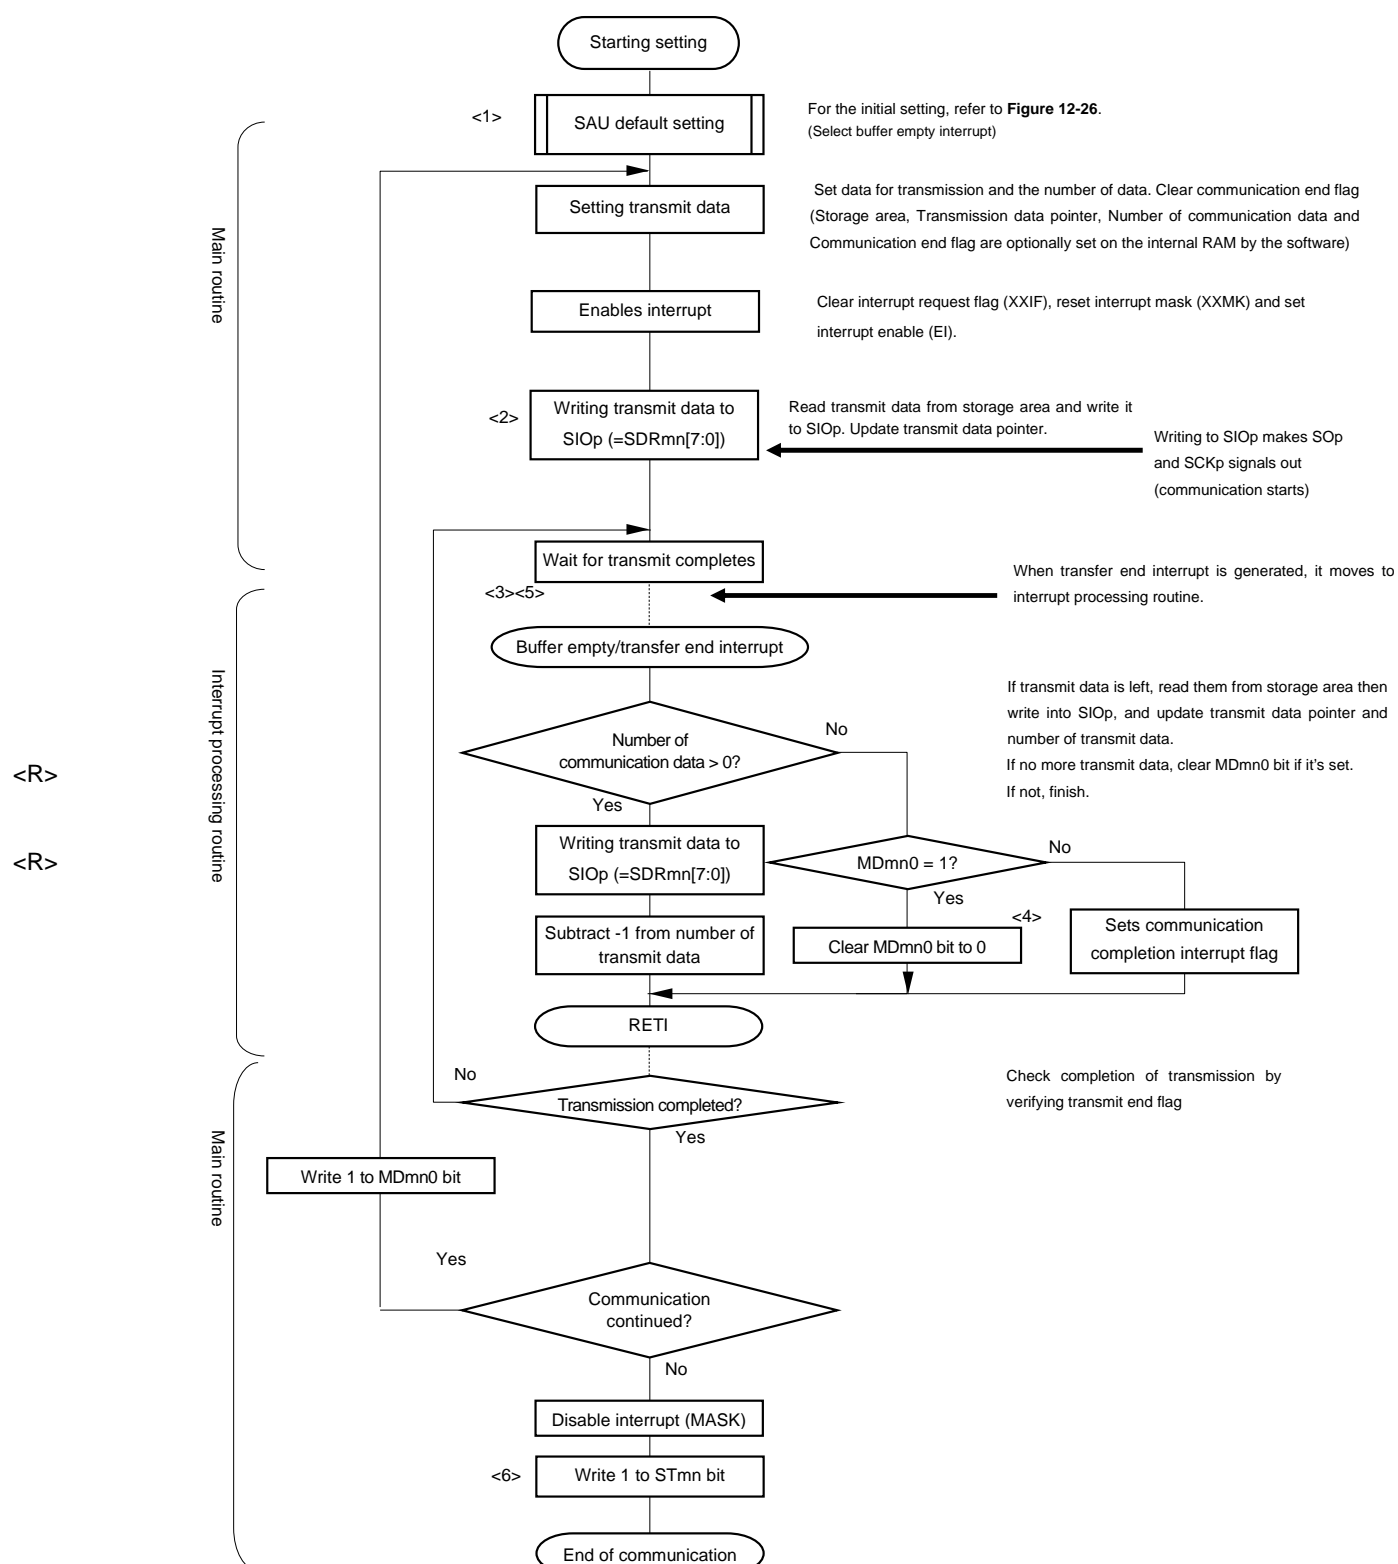 Starting setting
<1>
SAU default setting
For the initial setting, refer to Figure 12-26.
(Select buffer empty interrupt)
Setting transmit data
Set data for transmission and the number of data. Clear communication end flag
(Storage area, Transmission data pointer, Number of communication data and
Communication end flag are optionally set on the internal RAM by the software)
Main routine
Enables interrupt
Clear interrupt request flag (XXIF), reset interrupt mask (XXMK) and set
interrupt enable (EI).
<2>
Writing transmit data to
SIOp (=SDRmn[7:0])
Read transmit data from storage area and write it
to SIOp. Update transmit data pointer.
Writing to SIOp makes SOp
and SCKp signals out
(communication starts)
Wait for transmit completes
<3><5>
When transfer end interrupt is generated, it moves to
interrupt processing routine.
Buffer empty/transfer end interrupt
Interrupt processing routine
If transmit data is left, read them from storage area then
write into SIOp, and update transmit data pointer and
number of transmit data.
If no more transmit data, clear MDmn0 bit if it's set.
If not, finish.
No
Number of
communication data > 0?
<R>
Yes
Writing transmit data to
SIOp (=SDRmn[7:0])
<R>
MDmn0 = 1?
No
Yes
<4>
Subtract -1 from number of
transmit data
Clear MDmn0 bit to 0
Sets communication
completion interrupt flag
RETI
No
Transmission completed?
Check completion of transmission by
verifying transmit end flag
Yes
Main routine
Write 1 to MDmn0 bit
Yes
Communication
continued?
No
Disable interrupt (MASK)
<6>
Write 1 to STmn bit
End of communication